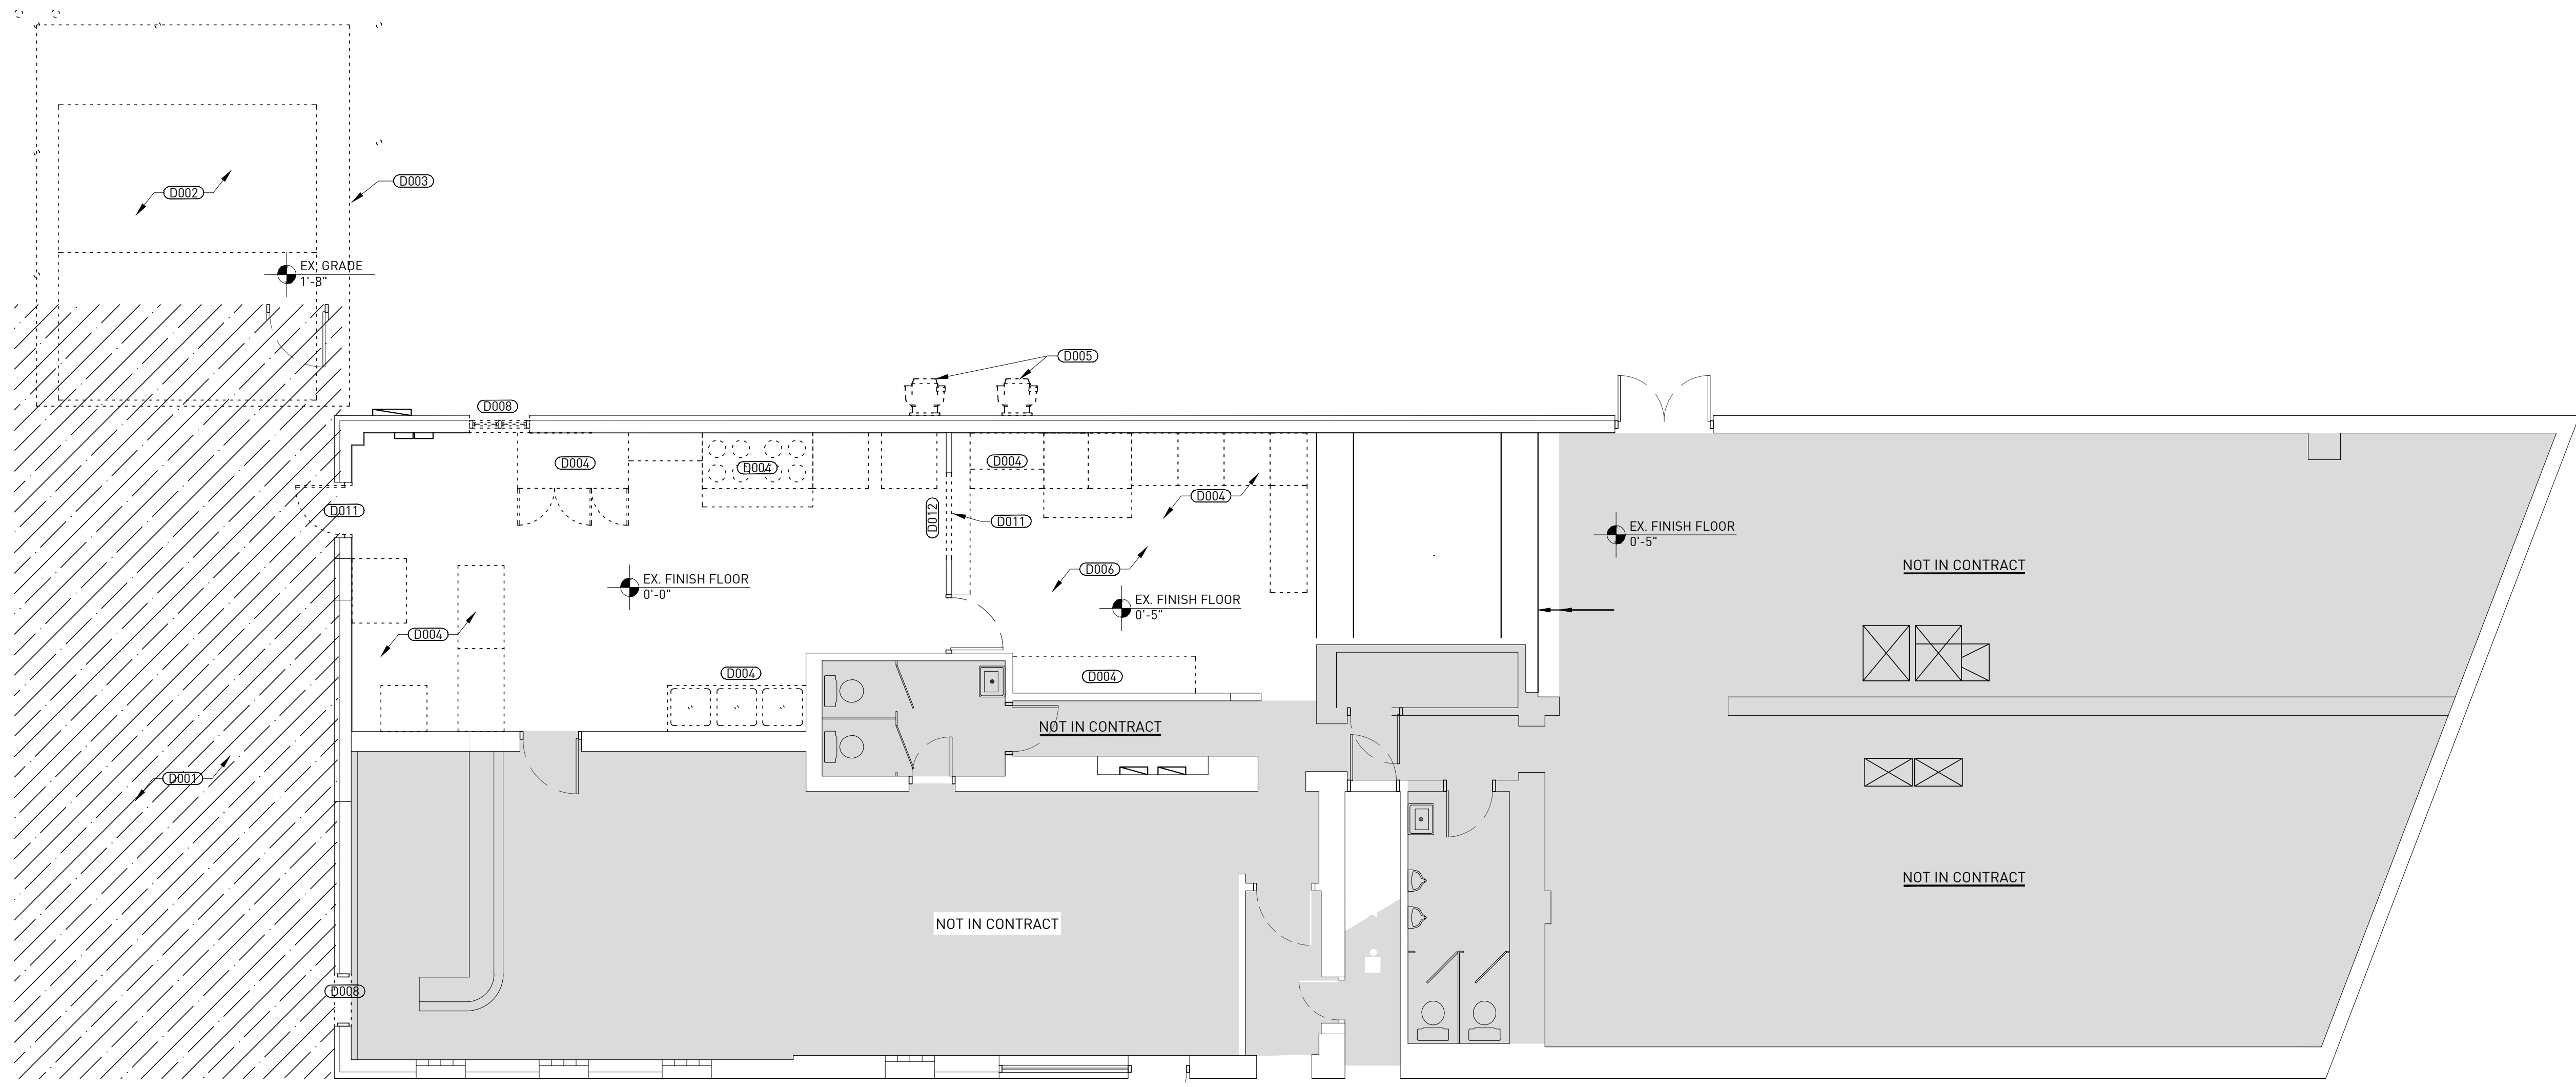 D003
D002
EX. GRADE
1'-8"
D005
D008
D004
D004
D004
D004
D011
D012
D011
EX. FINISH FLOOR
0'-5"
NOT IN CONTRACT
D006
EX. FINISH FLOOR
0'-0"
EX. FINISH FLOOR
0'-5"
D004
D004
D004
NOT IN CONTRACT
D001
NOT IN CONTRACT
NOT IN CONTRACT
D008